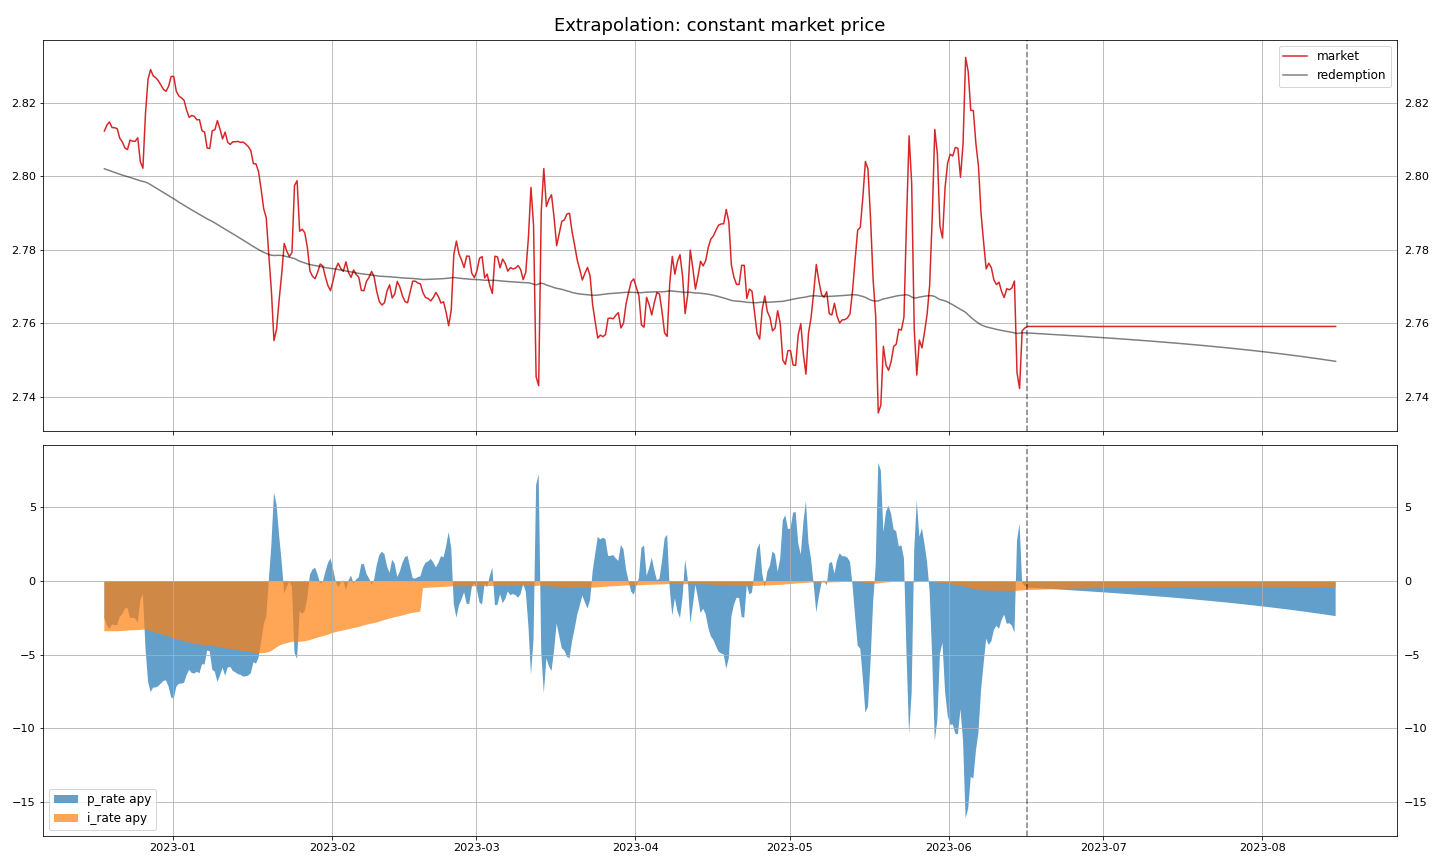 Extrapolation: constant market price
market
redemption
2.82 2.82
2.80 2.80
2.78 2.78
2.76 2.76
2.74 2.74
5 5
0 0
−5 −5
−10 −10
−15 −15
p_rate apy
i_rate apy
2023-01 2023-02 2023-03 2023-04 2023-05 2023-06 2023-07 2023-08